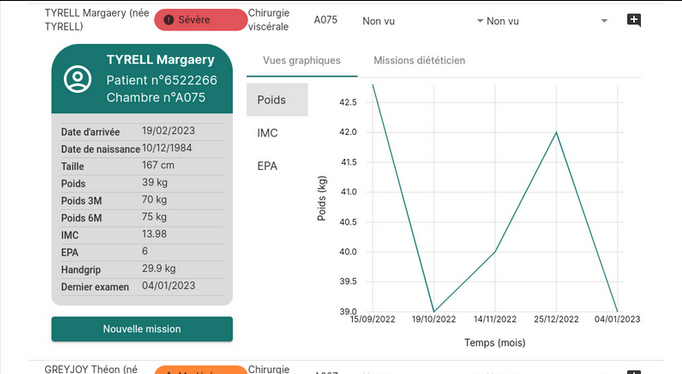 TYRELL Margaery (née
TYRELL)
Sévère
Chirurgie
viscérale
A075
Non vu
Non vu
TYRELL Margaery
Patient n°6522266
Chambre n°A075
Date d'arrivée 19/02/2023
Date de naissance 10/12/1984
Taille 167 cm
Poids 39 kg
Poids 3M 70 kg
Poids 6M 75 kg
IMC 13.98
EPA 6
Handgrip 29.9 kg
Dernier examen 04/01/2023
Nouvelle mission
Vues graphiques
Missions diététicien
Poids
IMC
EPA
Poids (kg)
42.5
42.0
41.5
41.0
40.5
40.0
39.5
39.0
15/09/2022 19/10/2022 14/11/2022 25/12/2022 04/01/2023
Temps (mois)
GREYJOY Théon (né
Chirurgie